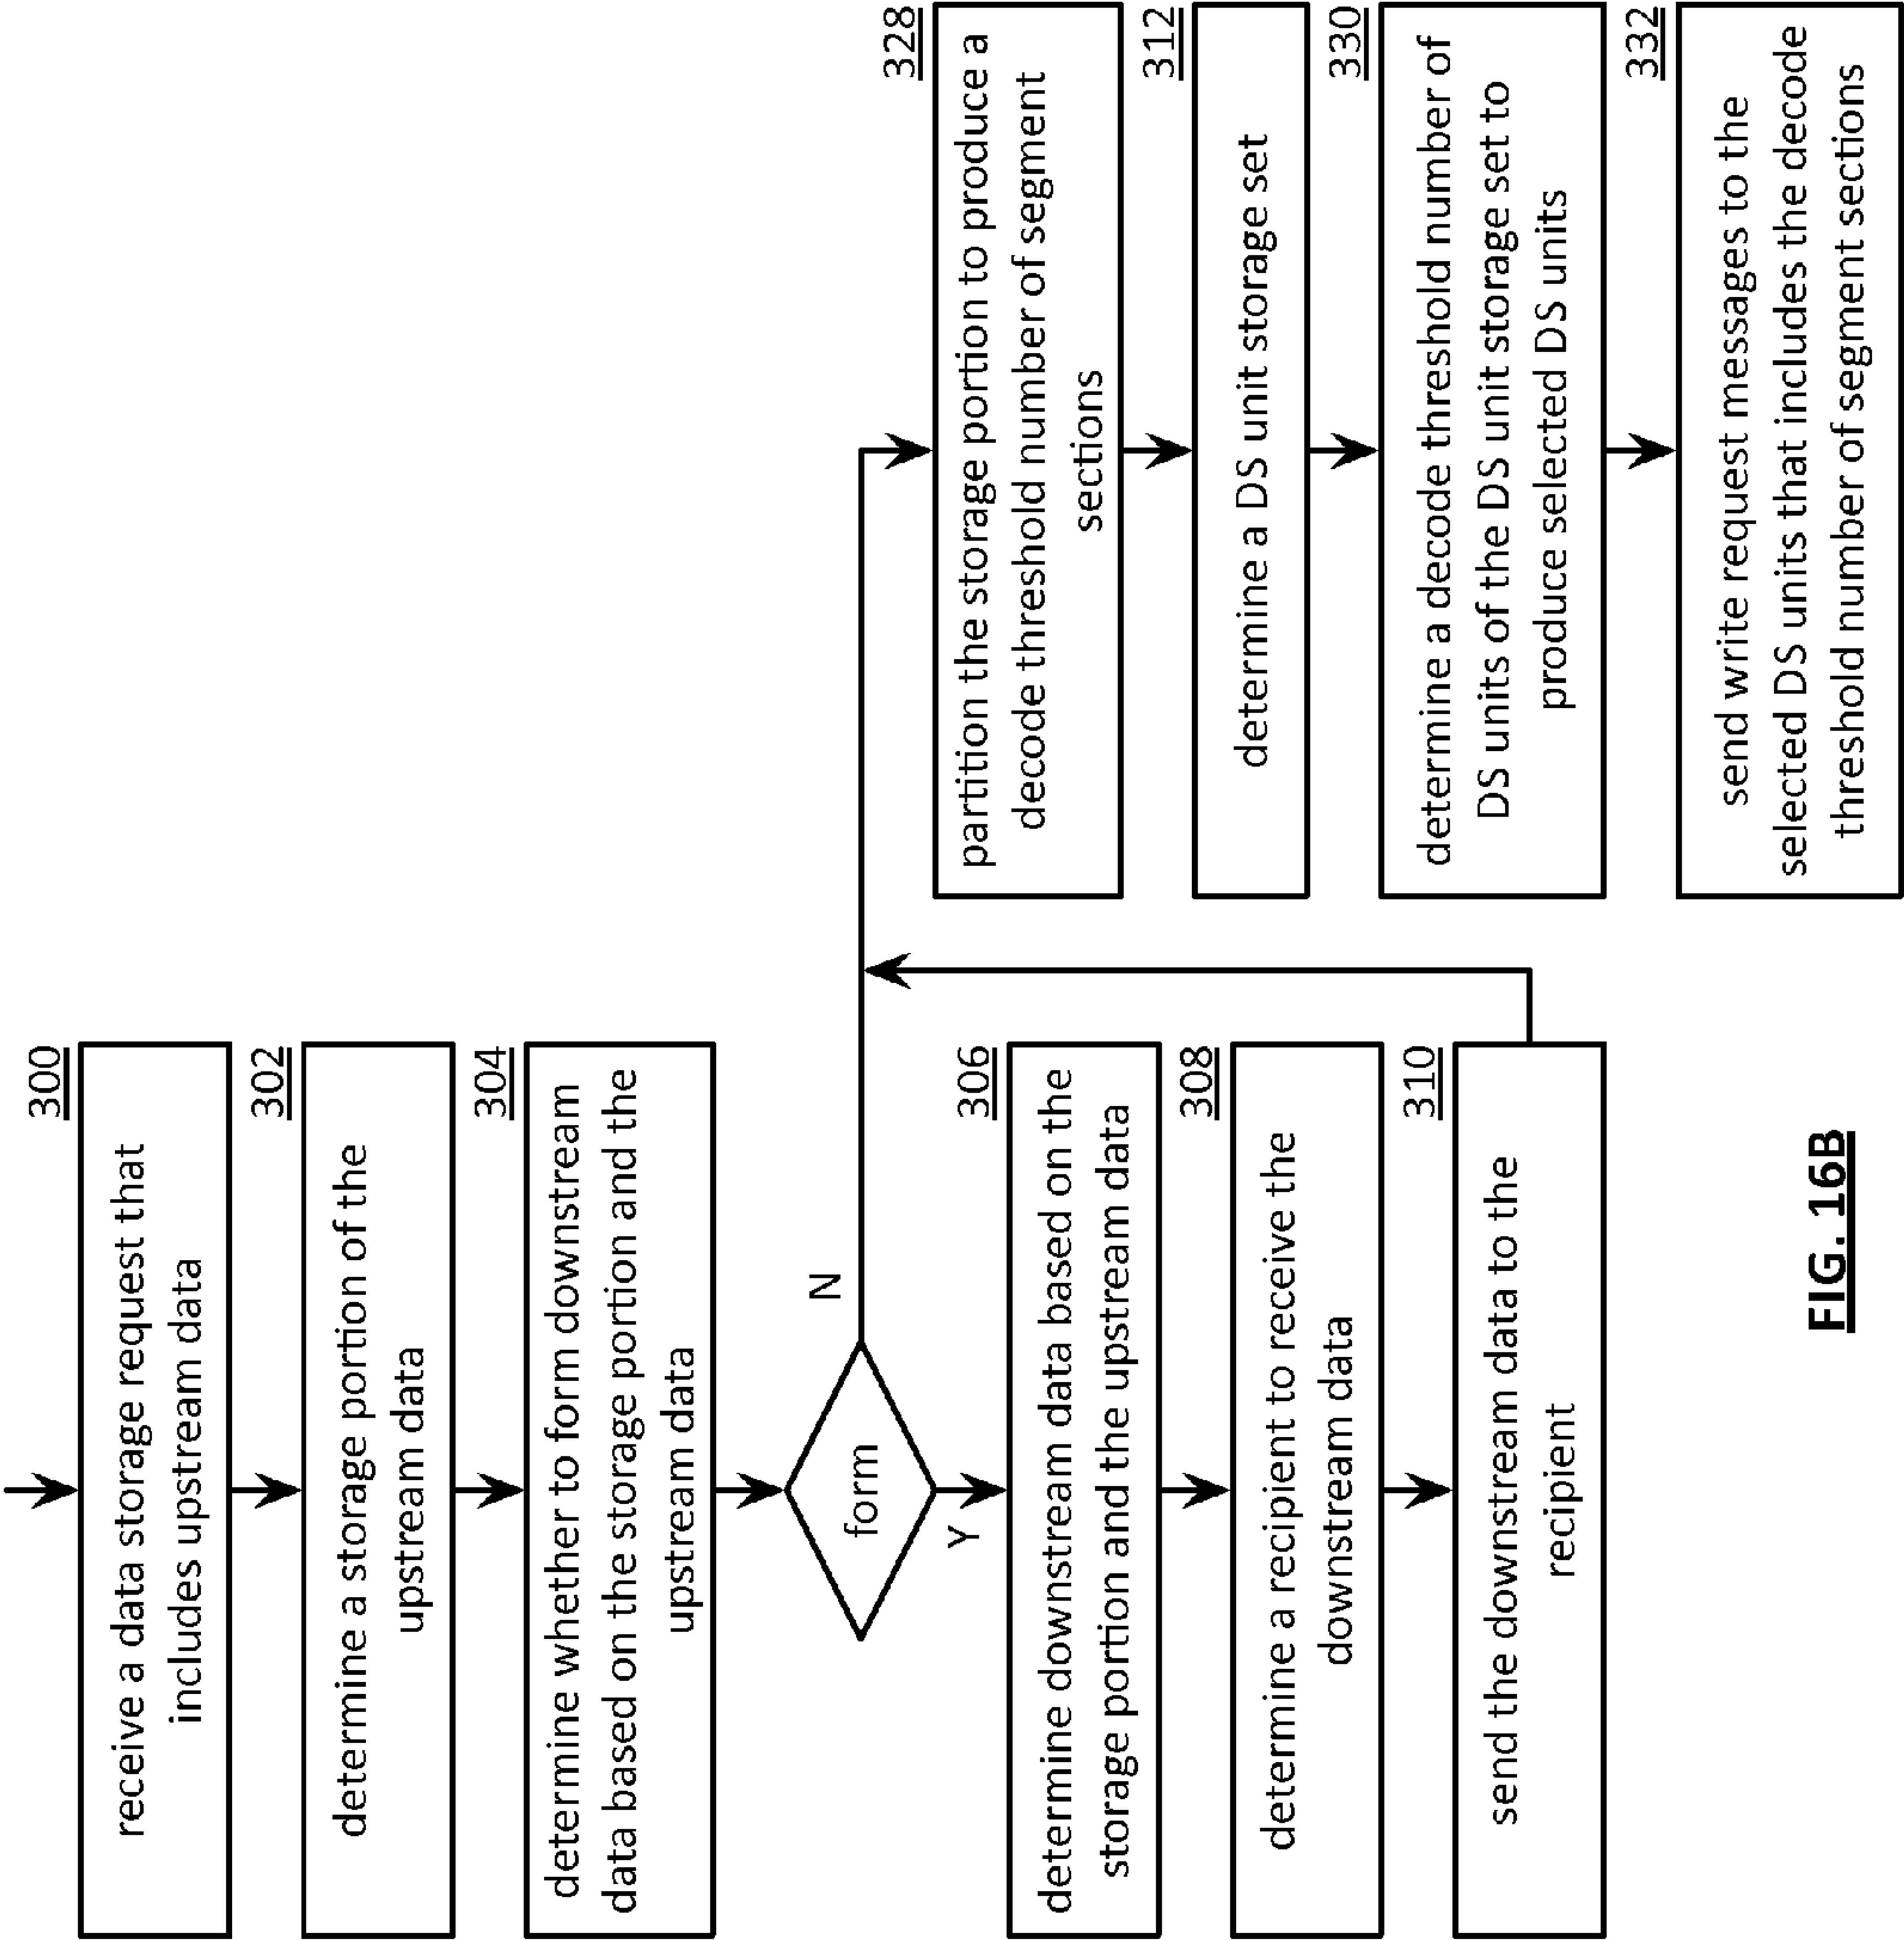 300
receive a data storage request that
includes upstream data
302
determine a storage portion of the
upstream data
304
determine whether to form downstream
data based on the storage portion and the
upstream data
form
N
Y
306
determine downstream data based on the
storage portion and the upstream data
308
determine a recipient to receive the
downstream data
310
send the downstream data to the
recipient
328
partition the storage portion to produce a
decode threshold number of segment
sections
312
determine a DS unit storage set
330
determine a decode threshold number of
DS units of the DS unit storage set to
produce selected DS units
332
send write request messages to the
selected DS units that includes the decode
threshold number of segment sections
FIG. 16B